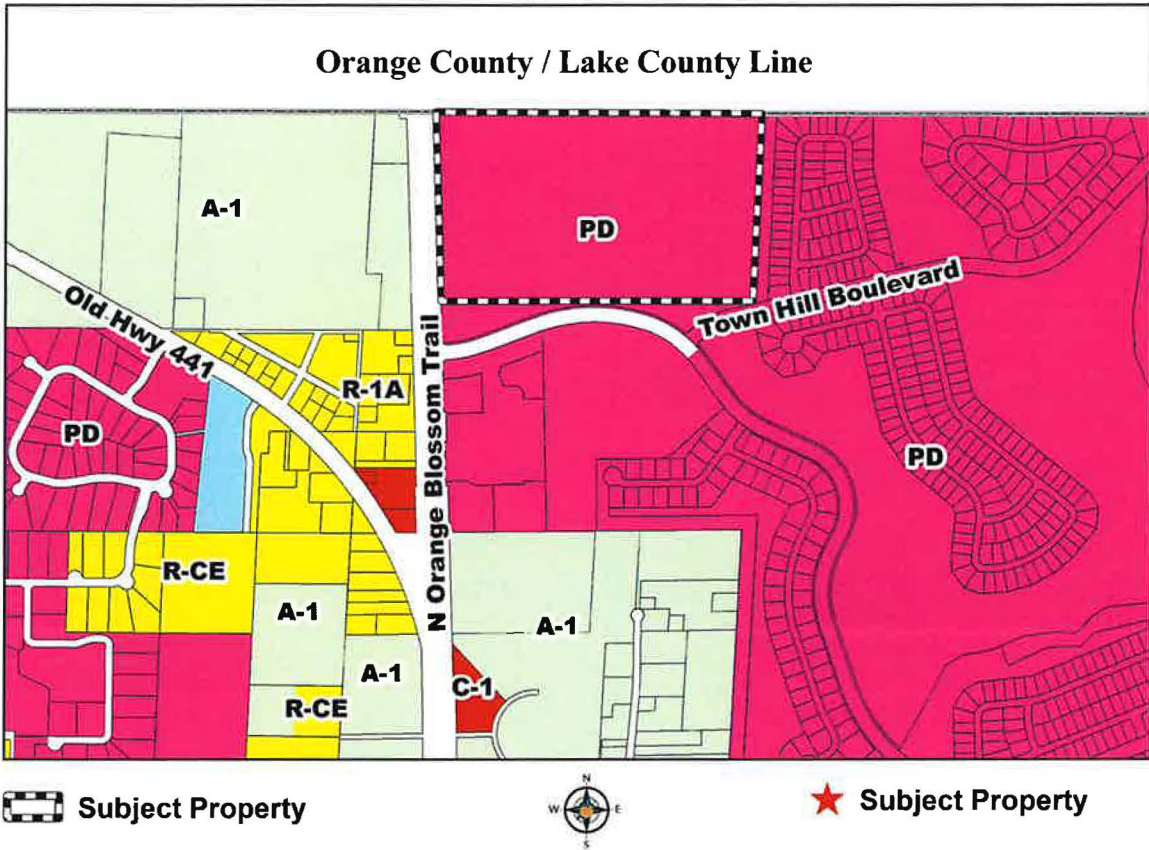 Orange County / Lake County Line
A-1
PD
Old Hwy 441
Town Hill Boulevard
R-1A
N Orange Blossom Trail
PD
PD
R-CE
A-1
A-1
A-1
C-1
R-CE
Subject Property
N
W
E
S
Subject Property